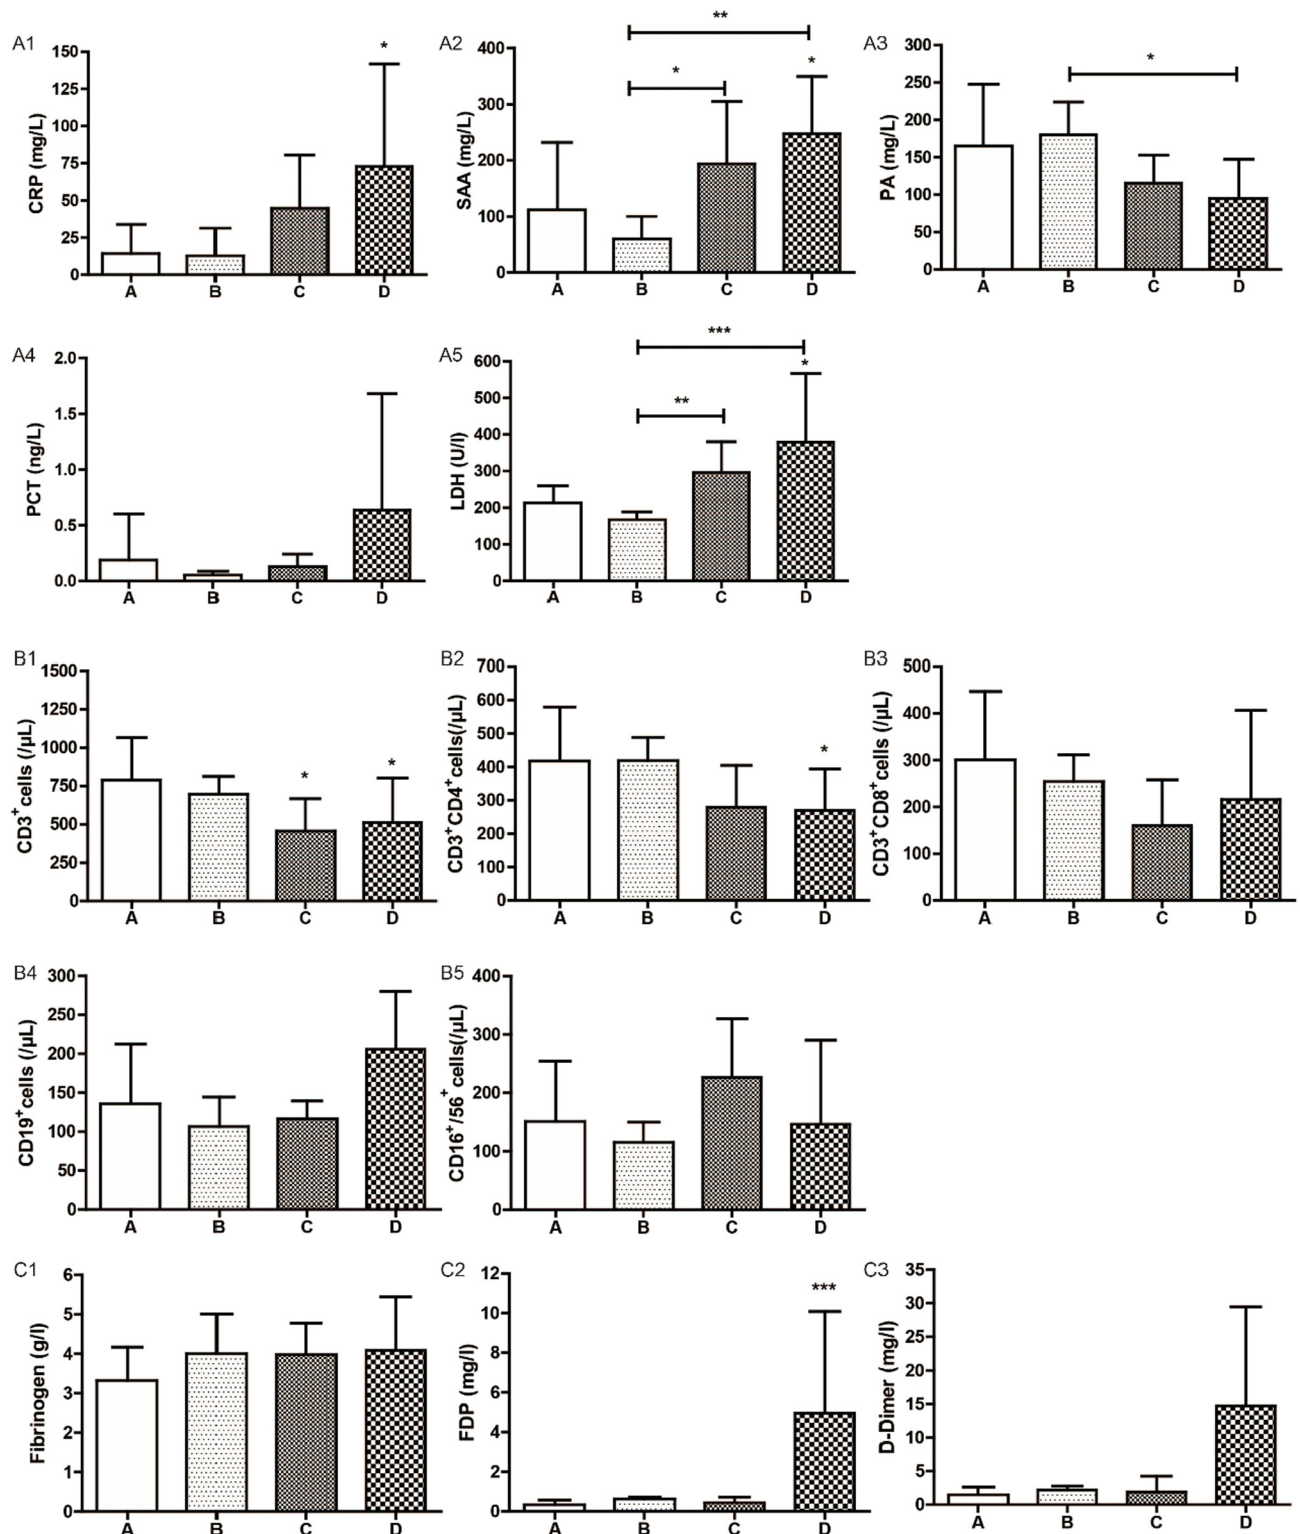 A1
CRP (mg/L)
150
125
100
75
50
25
0
*
A B C D
A2
SAA (mg/L)
400
300
200
100
0
**
*
*
A B C D
A3
PA (mg/L)
300
250
200
150
100
50
0
*
A B C D
A4
PCT (ng/L)
2.0
1.5
1.0
0.5
0.0
A B C D
A5
LDH (U/l)
600
500
400
300
200
100
0
***
*
**
A B C D
B1
CD3+cells (/μL)
1500
1250
1000
750
500
250
0
* *
A B C D
B2
CD3+CD4+cells(/μL)
700
600
500
400
300
200
100
0
*
A B C D
B3
CD3+CD8+cells (/μL)
500
400
300
200
100
0
A B C D
B4
CD19+cells (/μL)
300
250
200
150
100
50
0
A B C D
B5
CD16+/56+ cells(/μL)
400
300
200
100
0
A B C D
C1
Fibrinogen (g/l)
6
5
4
3
2
1
0
A B C D
C2
FDP (mg/l)
12
10
8
6
4
2
0
***
A B C D
C3
D-Dimer (mg/l)
35
30
25
20
15
10
5
0
A B C D